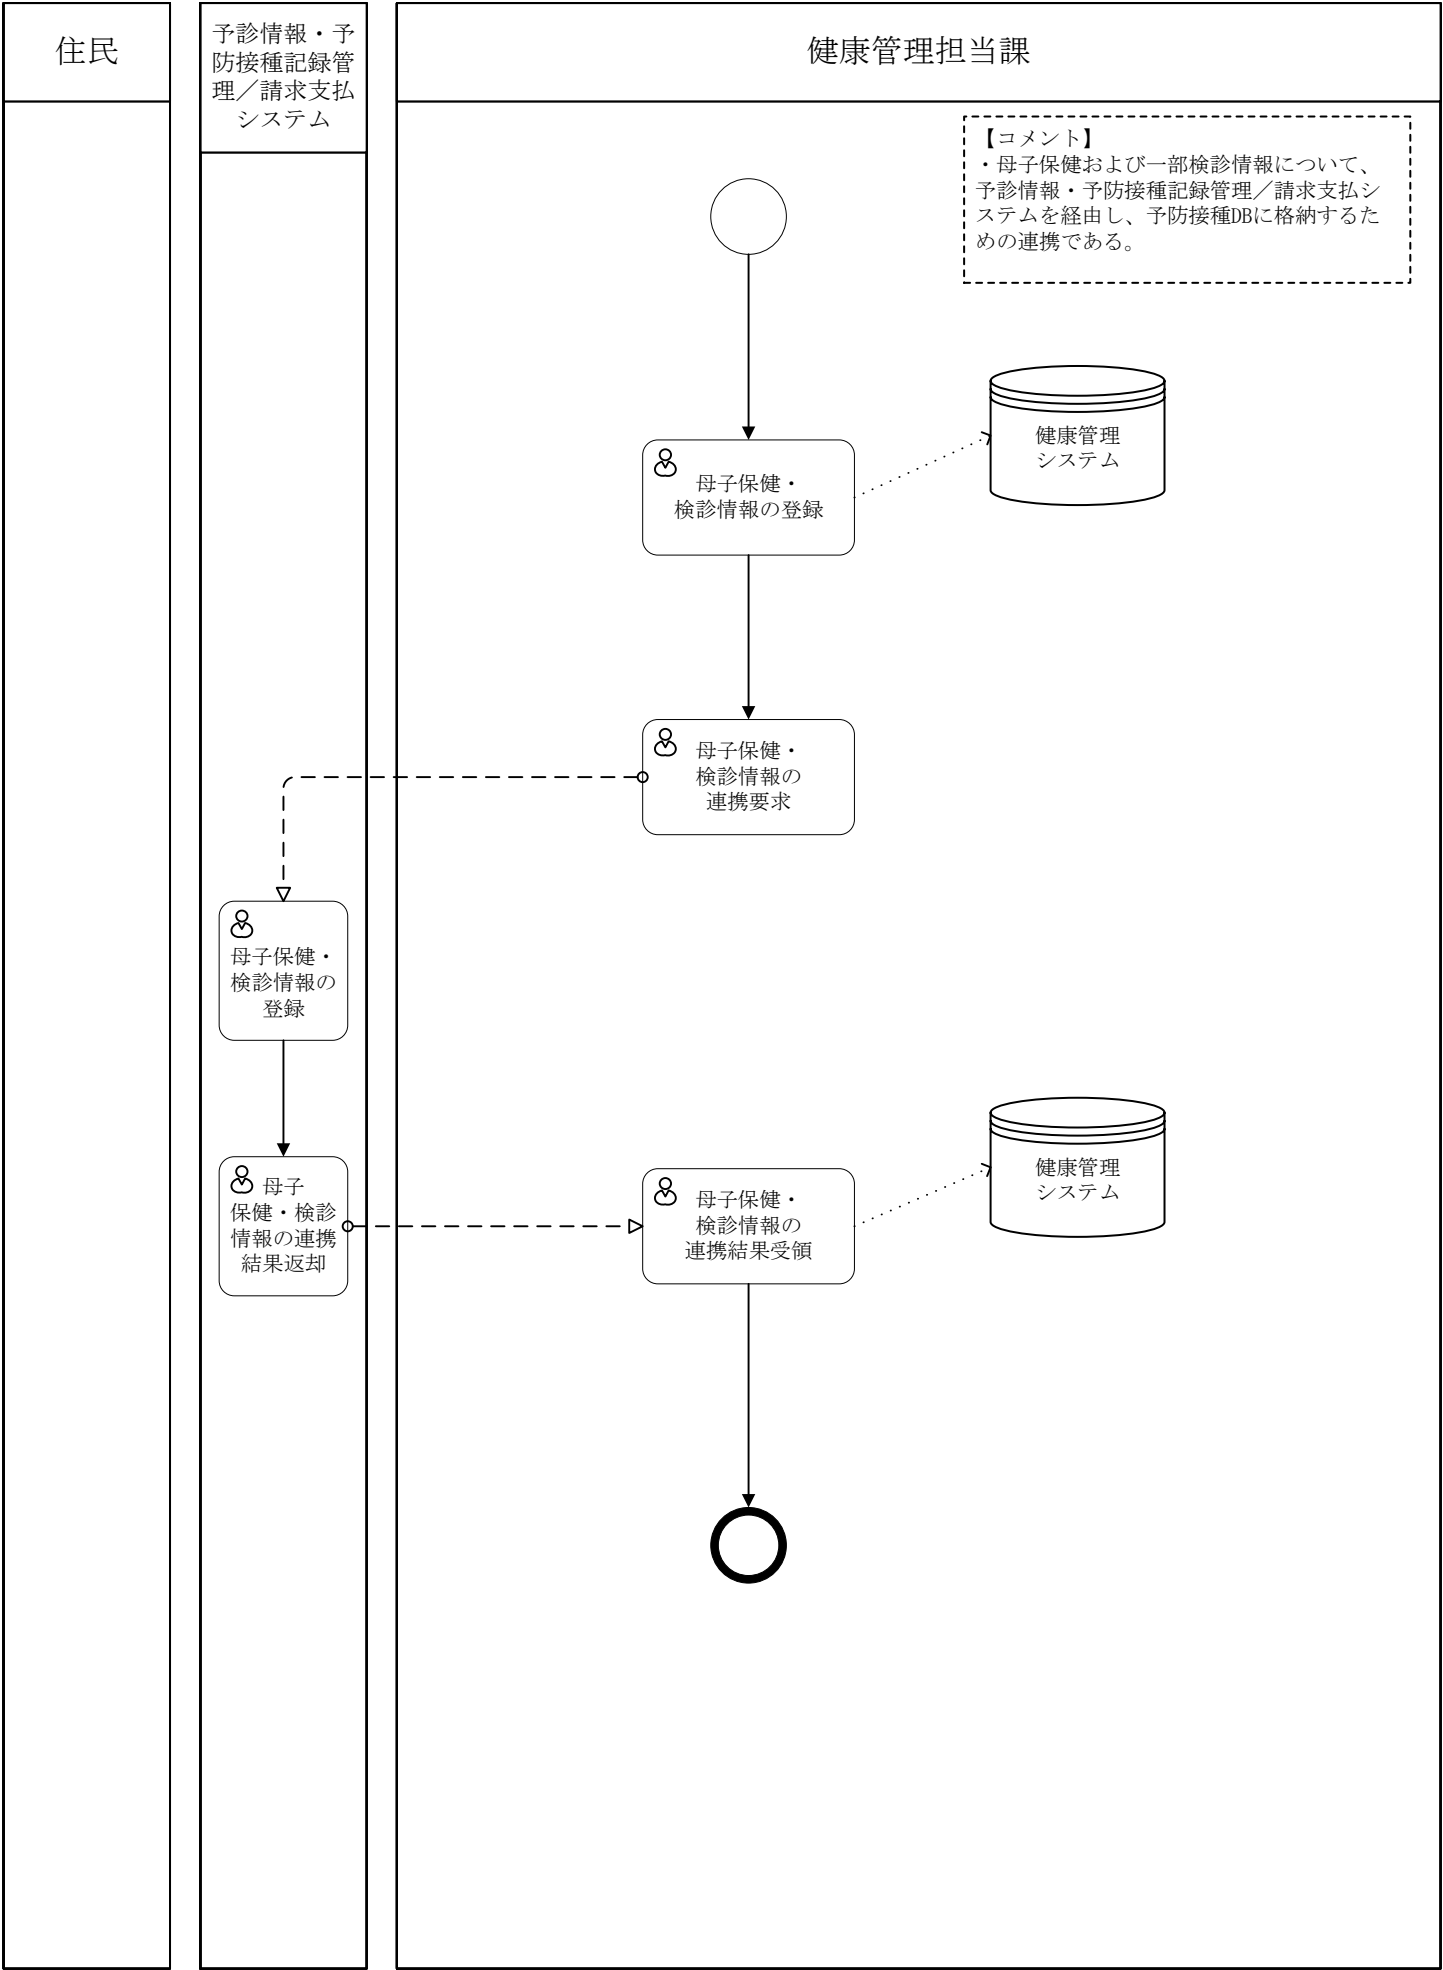 住民
予診情報・予
防接種記録管
理／請求支払
システム
健康管理担当課
【コメント】
・母子保健および一部検診情報について、
予診情報・予防接種記録管理／請求支払シ
ステムを経由し、予防接種DBに格納するた
めの連携である。
健康管理
システム
母子保健・
検診情報の登録
母子保健・
検診情報の
連携要求
母子保健・
検診情報の
登録
母子
保健・検診
情報の連携
結果返却
母子保健・
検診情報の
連携結果受領
健康管理
システム